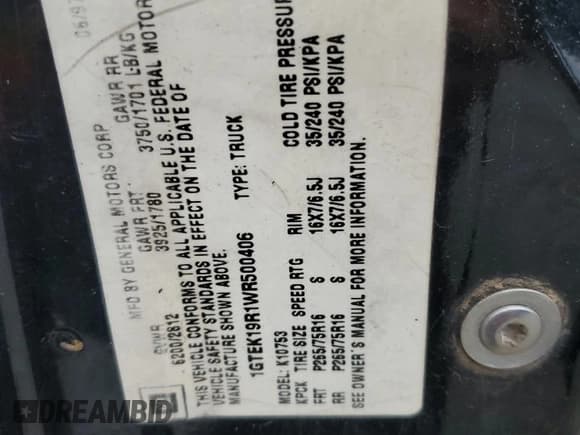 MFD BY GENERAL MOTORS CORP 06/97
GVWR GAWR FRT GAWR RR
6200/2812 3925/1780 3750/1701 LB/KG
THIS VEHICLE CONFORMS TO ALL APPLICABLE U.S. FEDERAL MOTOR
VEHICLE SAFETY STANDARDS IN EFFECT ON THE DATE OF
MANUFACTURE SHOWN ABOVE.
1GTEK19R1WR500406 TYPE: TRUCK
MODEL: K10753
KPCK TIRE SIZE SPEED RTG RIM COLD TIRE PRESSUR
FRT P265/75R16 S 16X7/6.5J 35/240 PSI/KPA
RR P265/75R16 S 16X7/6.5J 35/240 PSI/KPA
SEE OWNER'S MANUAL FOR MORE INFORMATION.
DREAMBID